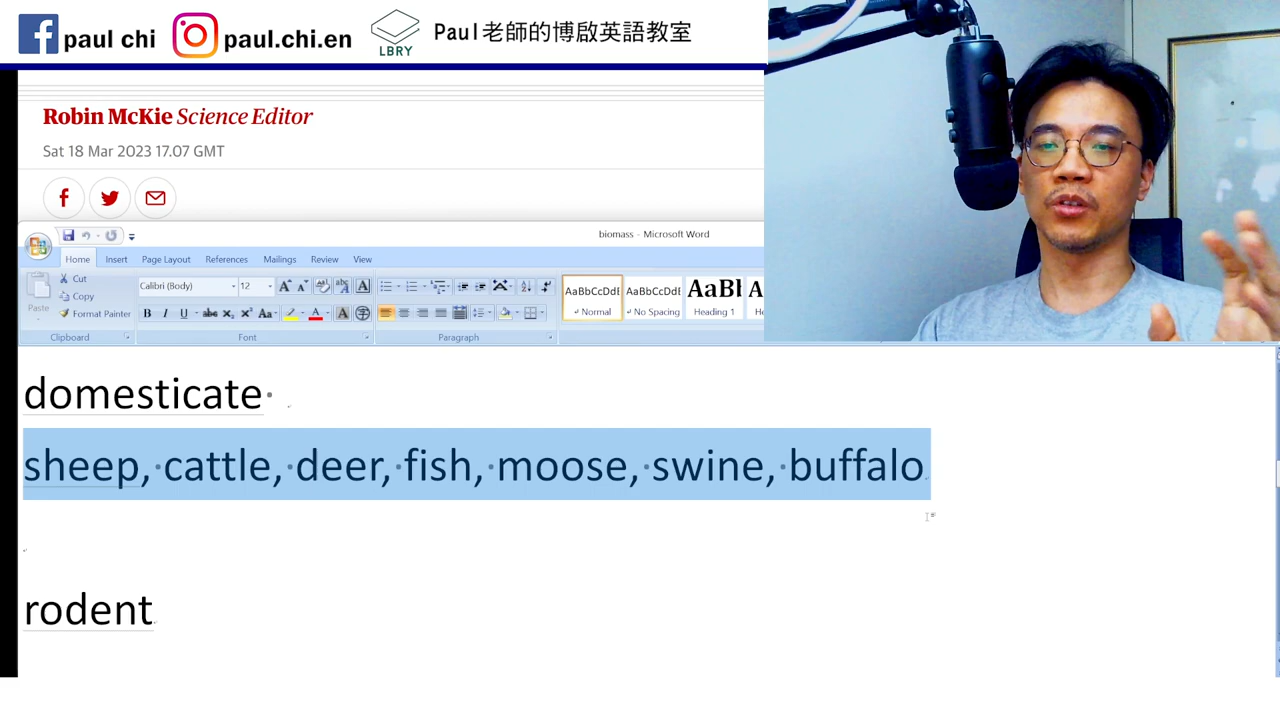 paul chi
paul.chi.en
LBRY
Paul老師的博啟英語教室
Robin McKie Science Editor
Sat 18 Mar 2023 17.07 GMT
biomass - Microsoft Word
Home Insert Page Layout References Mailings Review View
Paste
Cut
Copy
Format Painter
Calibri (Body) 12
AaBbCcDdE AaBbCcDdE AaBbC
Normal No Spacing Heading 1
Clipboard Font Paragraph
domesticate
sheep, cattle, deer, fish, moose, swine, buffalo
rodent